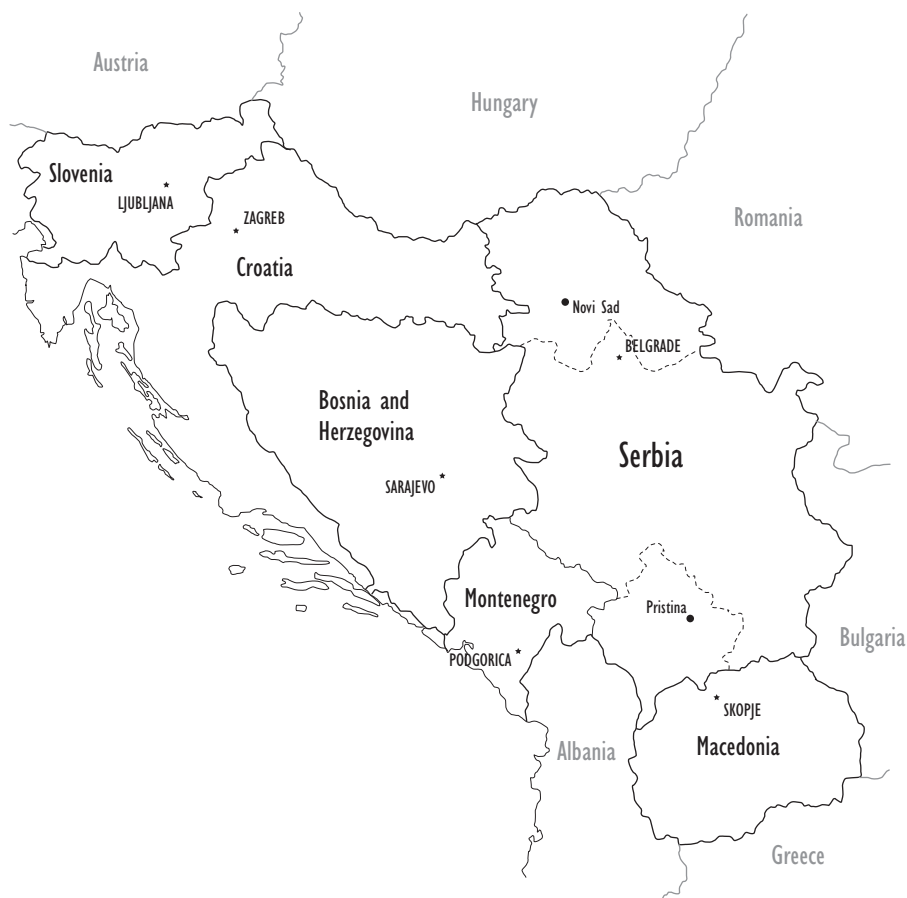 Austria
Hungary
Slovenia
LJUBLJANA
ZAGREB
Romania
Croatia
Novi Sad
BELGRADE
Bosnia and
Herzegovina
Serbia
SARAJEVO
Montenegro
Pristina
Bulgaria
PODGORICA
SKOPJE
Albania
Macedonia
Greece